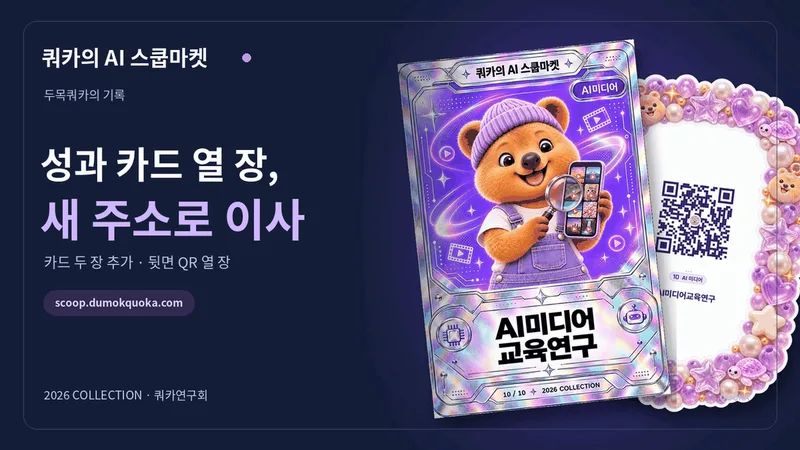 쿼카의 AI 스쿱마켓
두목쿼카의 기록
성과 카드 열 장,
새 주소로 이사
카드 두 장 추가 · 뒷면 QR 열 장
scoop.dumokquoka.com
2026 COLLECTION · 쿼카연구회
쿼카의 AI 스쿱마켓
AI미디어
AI미디어
교육연구
10 / 10 ✦ 2026 COLLECTION
10 · AI 미디어
AI미디어교육연구